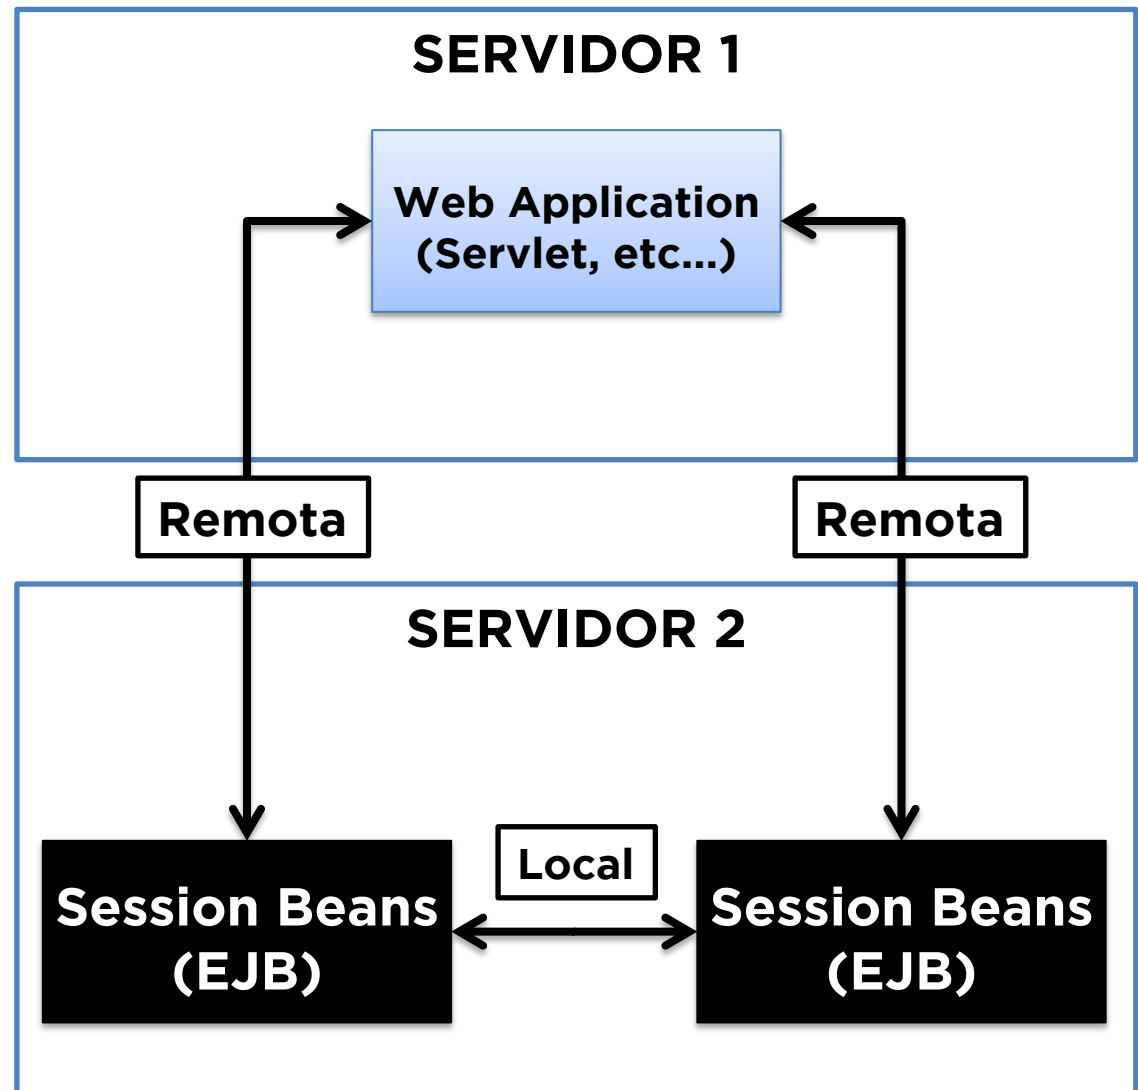 SERVIDOR 1
Web Application
(Servlet, etc...)
Remota
Remota
SERVIDOR 2
Local
Session Beans
(EJB)
Session Beans
(EJB)